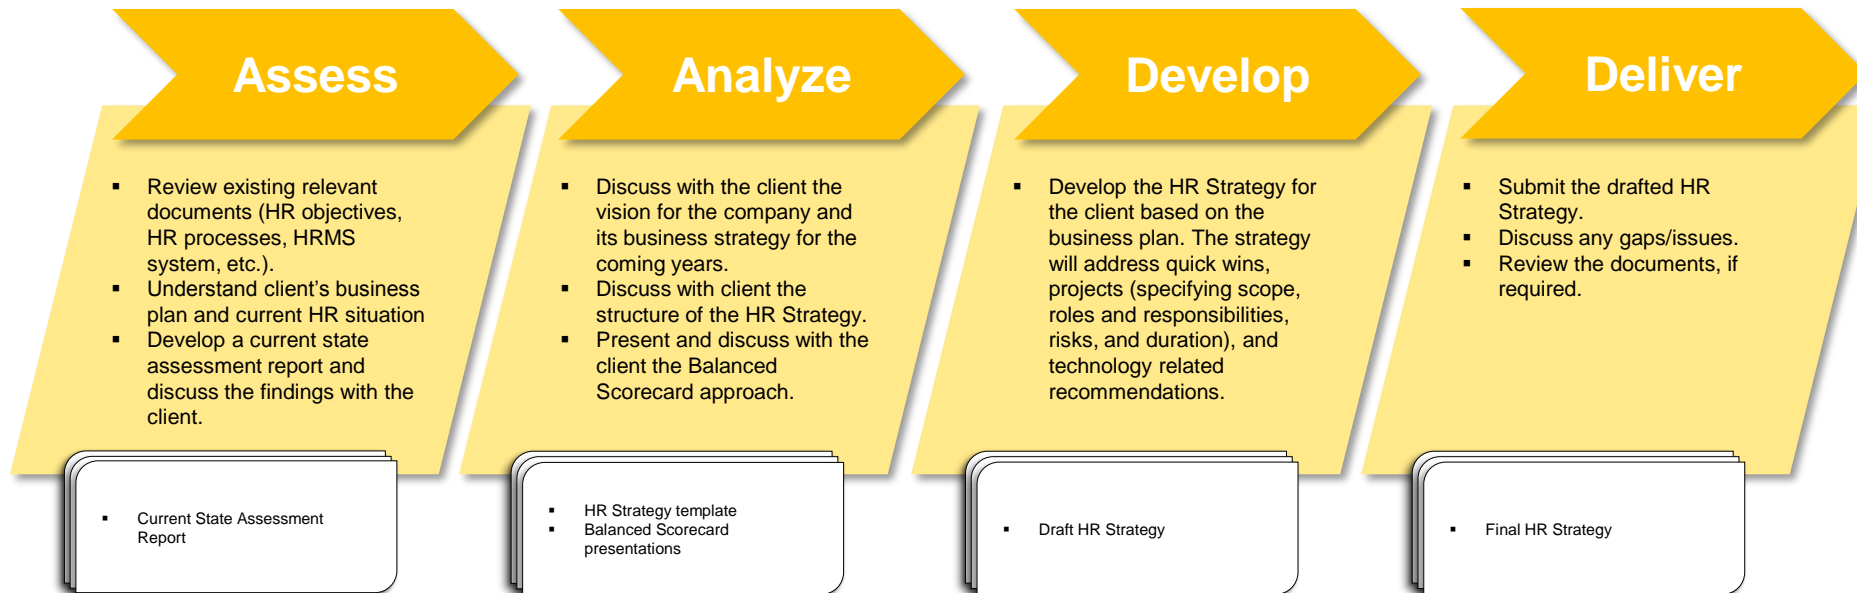 Assess
Analyze
Develop
Deliver
▪ Review existing relevant
documents (HR objectives,
HR processes, HRMS
system, etc.).
▪ Understand client's business
plan and current HR situation
▪ Develop a current state
assessment report and
discuss the findings with the
client.
▪ Discuss with the client the
vision for the company and
its business strategy for the
coming years.
▪ Discuss with client the
structure of the HR Strategy.
▪ Present and discuss with the
client the Balanced
Scorecard approach.
▪ Develop the HR Strategy for
the client based on the
business plan. The strategy
will address quick wins,
projects (specifying scope,
roles and responsibilities,
risks, and duration), and
technology related
recommendations.
▪ Submit the drafted HR
Strategy.
▪ Discuss any gaps/issues.
▪ Review the documents, if
required.
▪ Current State Assessment
Report
▪ HR Strategy template
▪ Balanced Scorecard
presentations
▪ Draft HR Strategy
▪ Final HR Strategy